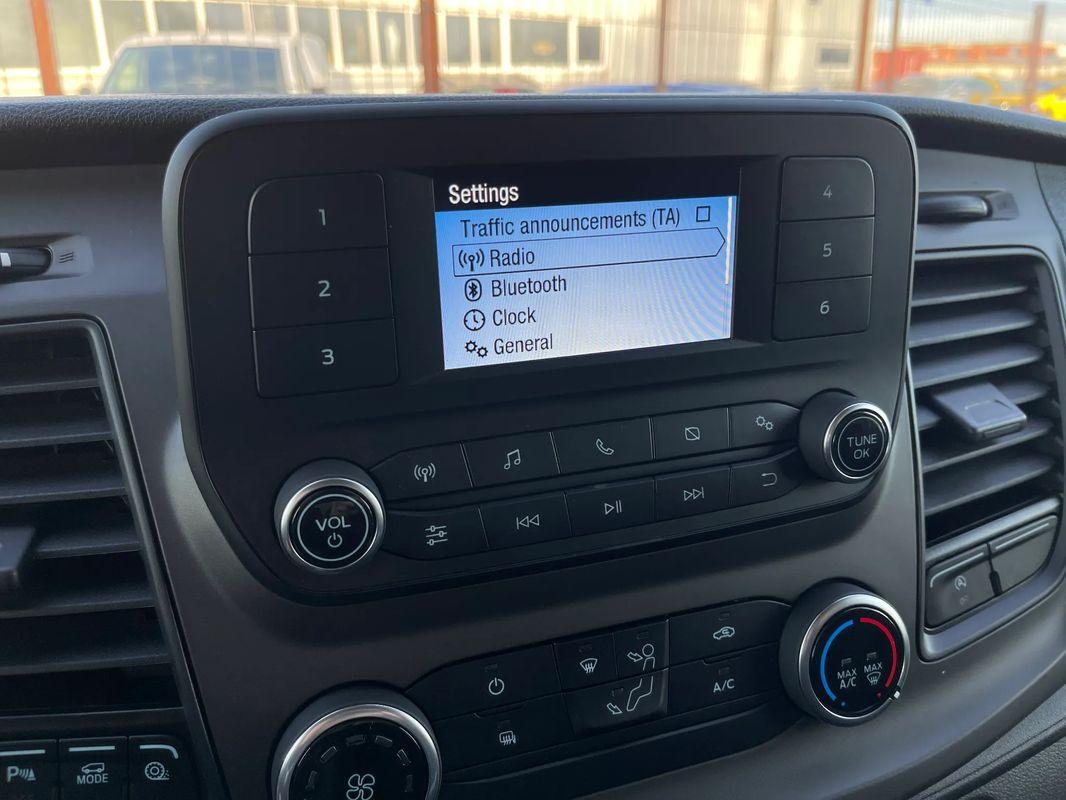 Settings
Traffic announcements (TA)
Radio
Bluetooth
Clock
General
1
2
3
4
5
6
VOL
TUNE
OK
MAX
A/C
MAX
A/C
P
MODE